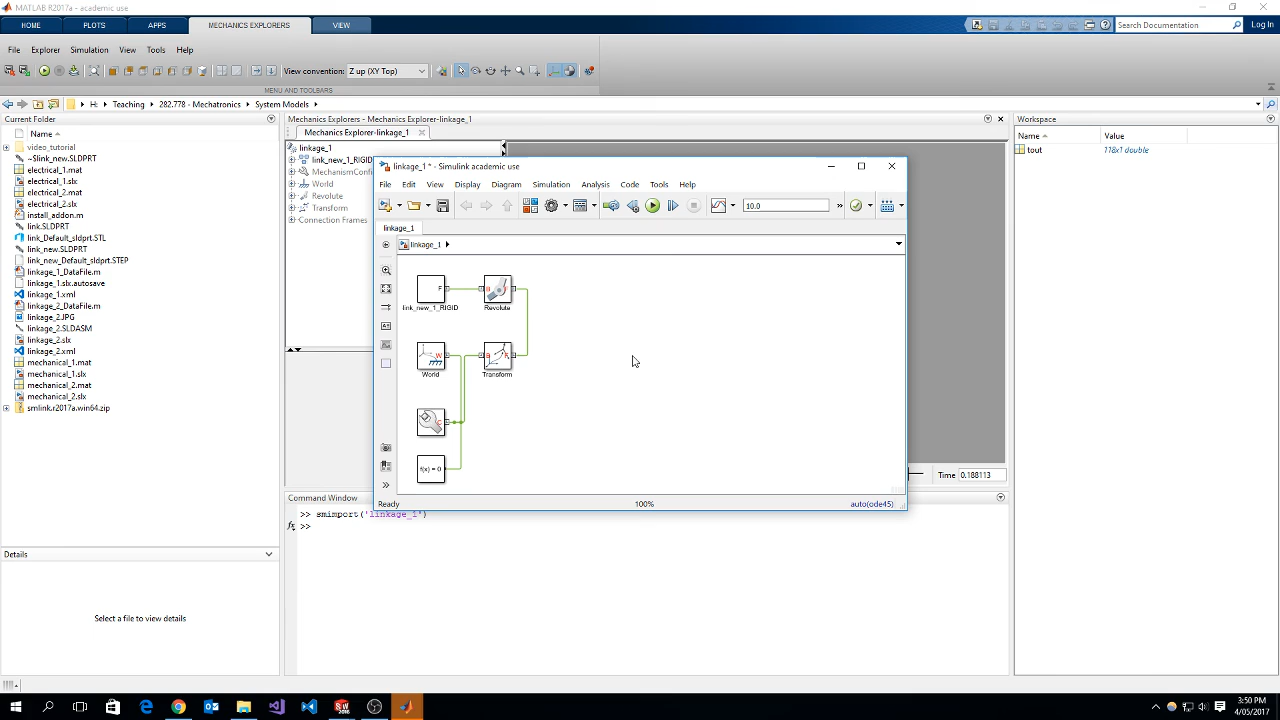 MATLAB R2017a - academic use
HOME PLOTS APPS MECHANICS EXPLORERS VIEW
Search Documentation Log In
File Explorer Simulation View Tools Help
View convention: Z up (XY Top)
MENU AND TOOLBARS
H: Teaching 282.778 - Mechatronics System Models
Current Folder
Name
video_tutorial
~$link_new.SLDPRT
electrical_1.mat
electrical_1.slx
electrical_2.mat
electrical_2.slx
install_addon.m
link.SLDPRT
link_Default_sldprt.STL
link_new.SLDPRT
link_new_Default_sldprt.STEP
linkage_1_DataFile.m
linkage_1.slx.autosave
linkage_1.xml
linkage_2_DataFile.m
linkage_2.JPG
linkage_2.SLDASM
linkage_2.slx
linkage_2.xml
mechanical_1.mat
mechanical_1.slx
mechanical_2.mat
mechanical_2.slx
smlink.r2017a.win64.zip
Details
Select a file to view details
Mechanics Explorers - Mechanics Explorer-linkage_1
Mechanics Explorer-linkage_1
linkage_1
link_new_1_RIGID
MechanismConfi
World
Revolute
Transform
Connection Frames
linkage_1 * - Simulink academic use
File Edit View Display Diagram Simulation Analysis Code Tools Help
10.0
linkage_1
linkage_1
F
B
link_new_1_RIGID
Revolute
W
B
World
Transform
C
f(x) = 0
Ready 100% auto(ode45)
Time 0.188113
Command Window
>> smimport('linkage_1')
fx >>
Workspace
Name Value
tout 118x1 double
3:50 PM
4/05/2017